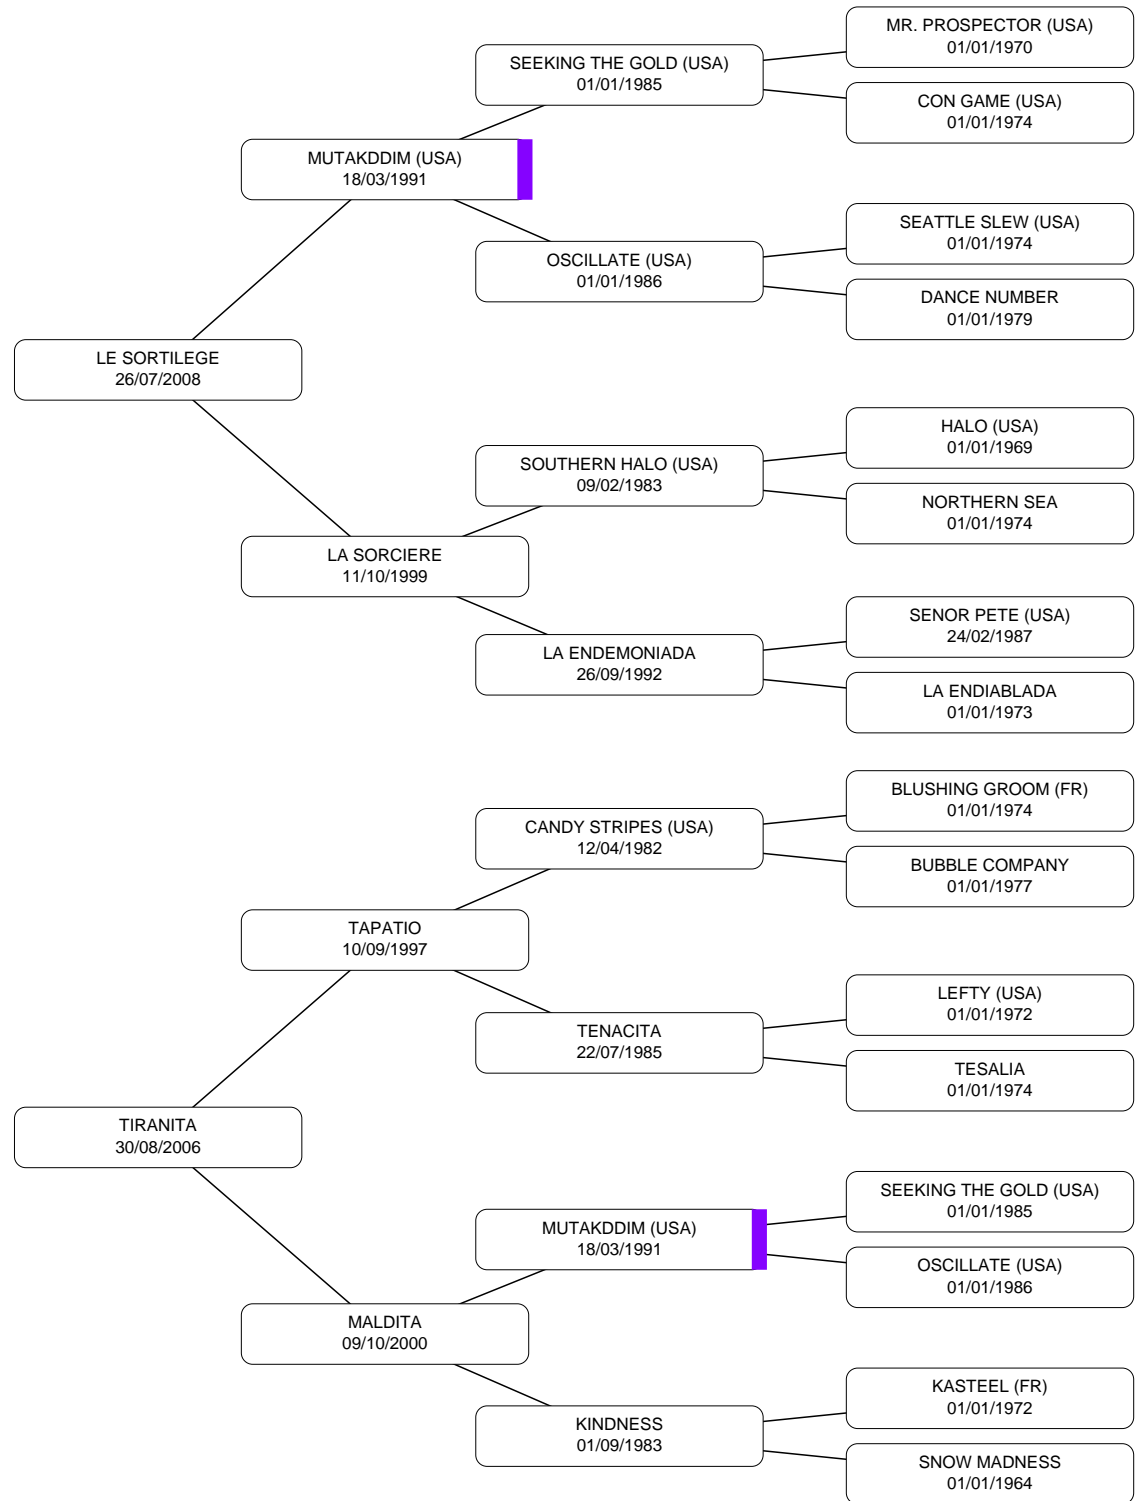 MR. PROSPECTOR (USA)
01/01/1970
SEEKING THE GOLD (USA)
01/01/1985
CON GAME (USA)
01/01/1974
MUTAKDDIM (USA)
18/03/1991
SEATTLE SLEW (USA)
01/01/1974
OSCILLATE (USA)
01/01/1986
DANCE NUMBER
01/01/1979
LE SORTILEGE
26/07/2008
HALO (USA)
01/01/1969
SOUTHERN HALO (USA)
09/02/1983
NORTHERN SEA
01/01/1974
LA SORCIERE
11/10/1999
SENOR PETE (USA)
24/02/1987
LA ENDEMONIADA
26/09/1992
LA ENDIABLADA
01/01/1973
BLUSHING GROOM (FR)
01/01/1974
CANDY STRIPES (USA)
12/04/1982
BUBBLE COMPANY
01/01/1977
TAPATIO
10/09/1997
LEFTY (USA)
01/01/1972
TENACITA
22/07/1985
TESALIA
01/01/1974
TIRANITA
30/08/2006
SEEKING THE GOLD (USA)
01/01/1985
MUTAKDDIM (USA)
18/03/1991
OSCILLATE (USA)
01/01/1986
MALDITA
09/10/2000
KASTEEL (FR)
01/01/1972
KINDNESS
01/09/1983
SNOW MADNESS
01/01/1964